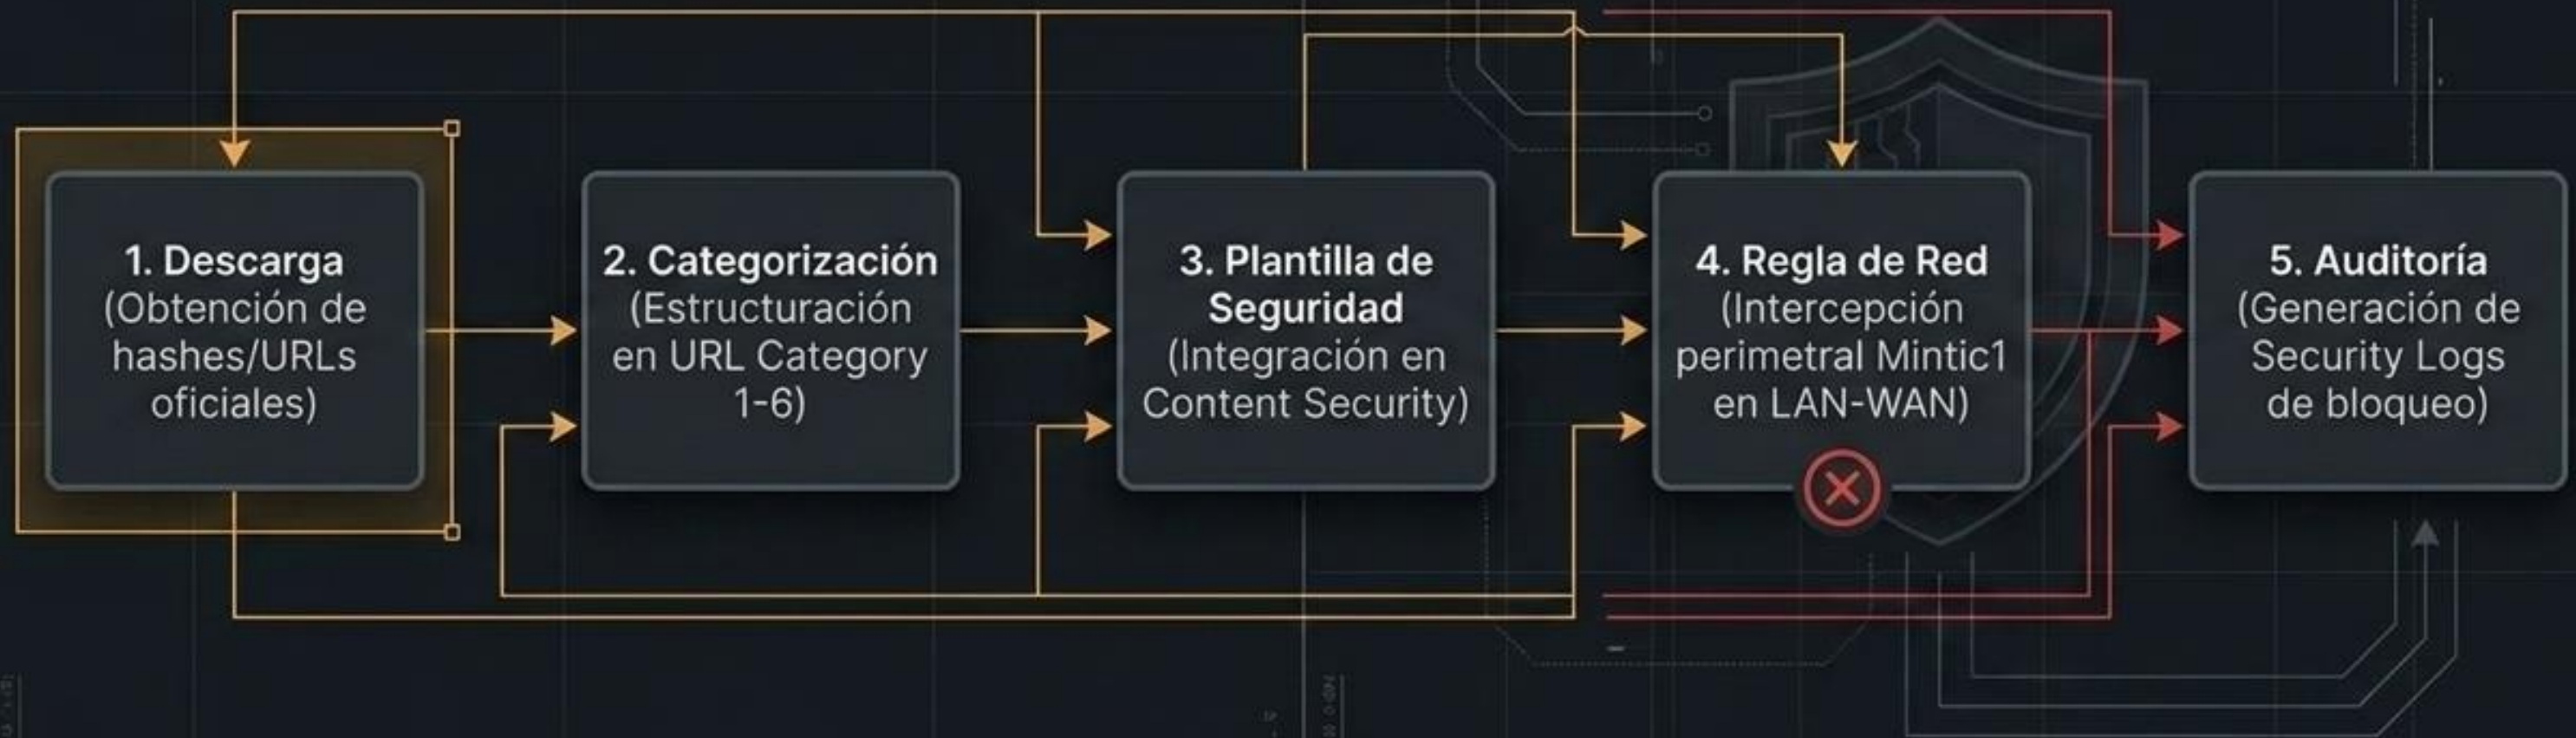 1. Descarga
(Obtención de
hashes/URLs
oficiales)
2. Categorización
(Estructuración
en URL Category
1-6)
3. Plantilla de
Seguridad
(Integración en
Content Security)
4. Regla de Red
(Intercepción
perimetral Mintic1
en LAN-WAN)
5. Auditoría
(Generación de
Security Logs
de bloqueo)